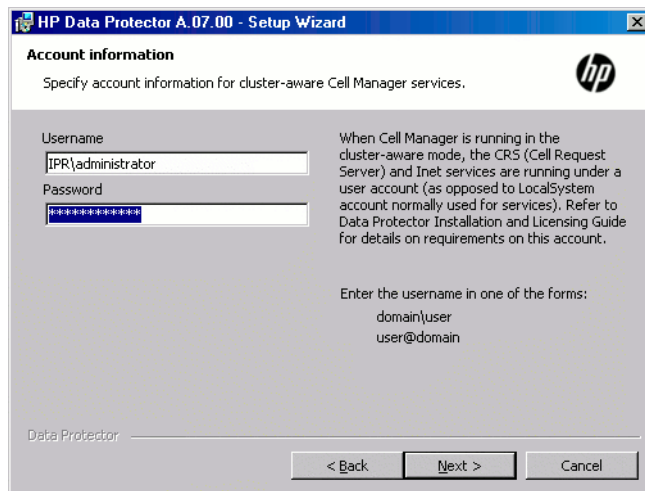 HP Data Protector A.07.00 - Setup Wizard
Account information
Specify account information for cluster-aware Cell Manager services.
hp
Username
IPR\administrator
Password
************
When Cell Manager is running in the
cluster-aware mode, the CRS (Cell Request
Server) and Inet services are running under a
user account (as opposed to LocalSystem
account normally used for services). Refer to
Data Protector Installation and Licensing Guide
for details on requirements on this account.
Enter the username in one of the forms:
domain\user
user@domain
Data Protector
< Back
Next >
Cancel